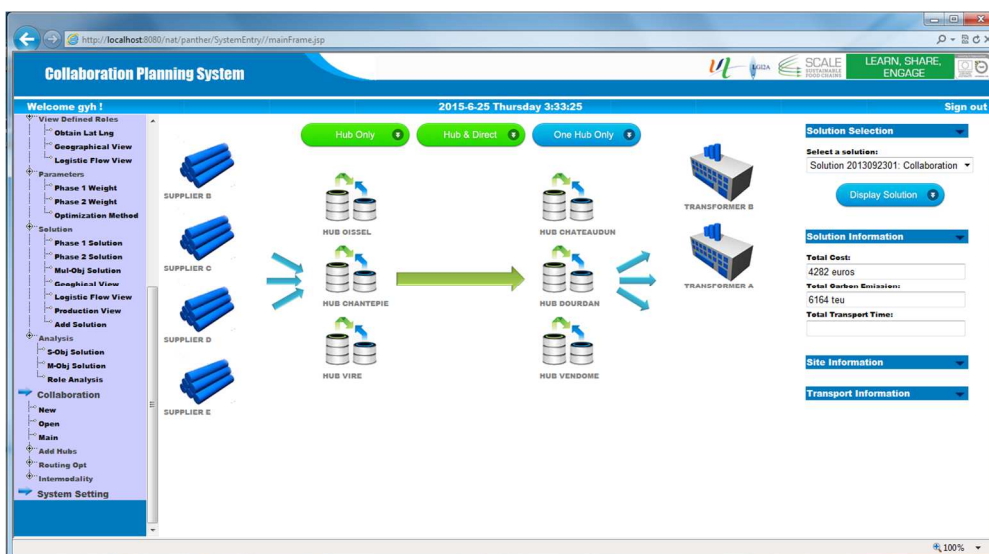 http://localhost:8080/nat/panther/SystemEntry//mainFrame.jsp
Collaboration Planning System
LGI2A
SCALE
SUSTAINABLE
FOOD CHAINS
LEARN, SHARE,
ENGAGE
Welcome gyh !
2015-6-25 Thursday 3:33:25
Sign out
View Defined Roles
Obtain Lat Lng
Geographical View
Logistic Flow View
Parameters
Phase 1 Weight
Phase 2 Weight
Optimization Method
Solution
Phase 1 Solution
Phase 2 Solution
Mul-Obj Solution
Geoghical View
Logistic Flow View
Production View
Add Solution
Analysis
S-Obj Solution
M-Obj Solution
Role Analysis
Collaboration
New
Open
Main
Add Hubs
Routing Opt
Intermodality
System Setting
Hub Only
Hub & Direct
One Hub Only
SUPPLIER B
SUPPLIER C
SUPPLIER D
SUPPLIER E
HUB OISSEL
HUB CHANTEPIE
HUB VIRE
HUB CHATEAUDUN
HUB DOURDAN
HUB VENDOME
TRANSFORMER B
TRANSFORMER A
Solution Selection
Select a solution:
Solution 2013092301: Collaboration
Display Solution
Solution Information
Total Cost:
4282 euros
Total Carbon Emission:
6164 teu
Total Transport Time:
Site Information
Transport Information
100%